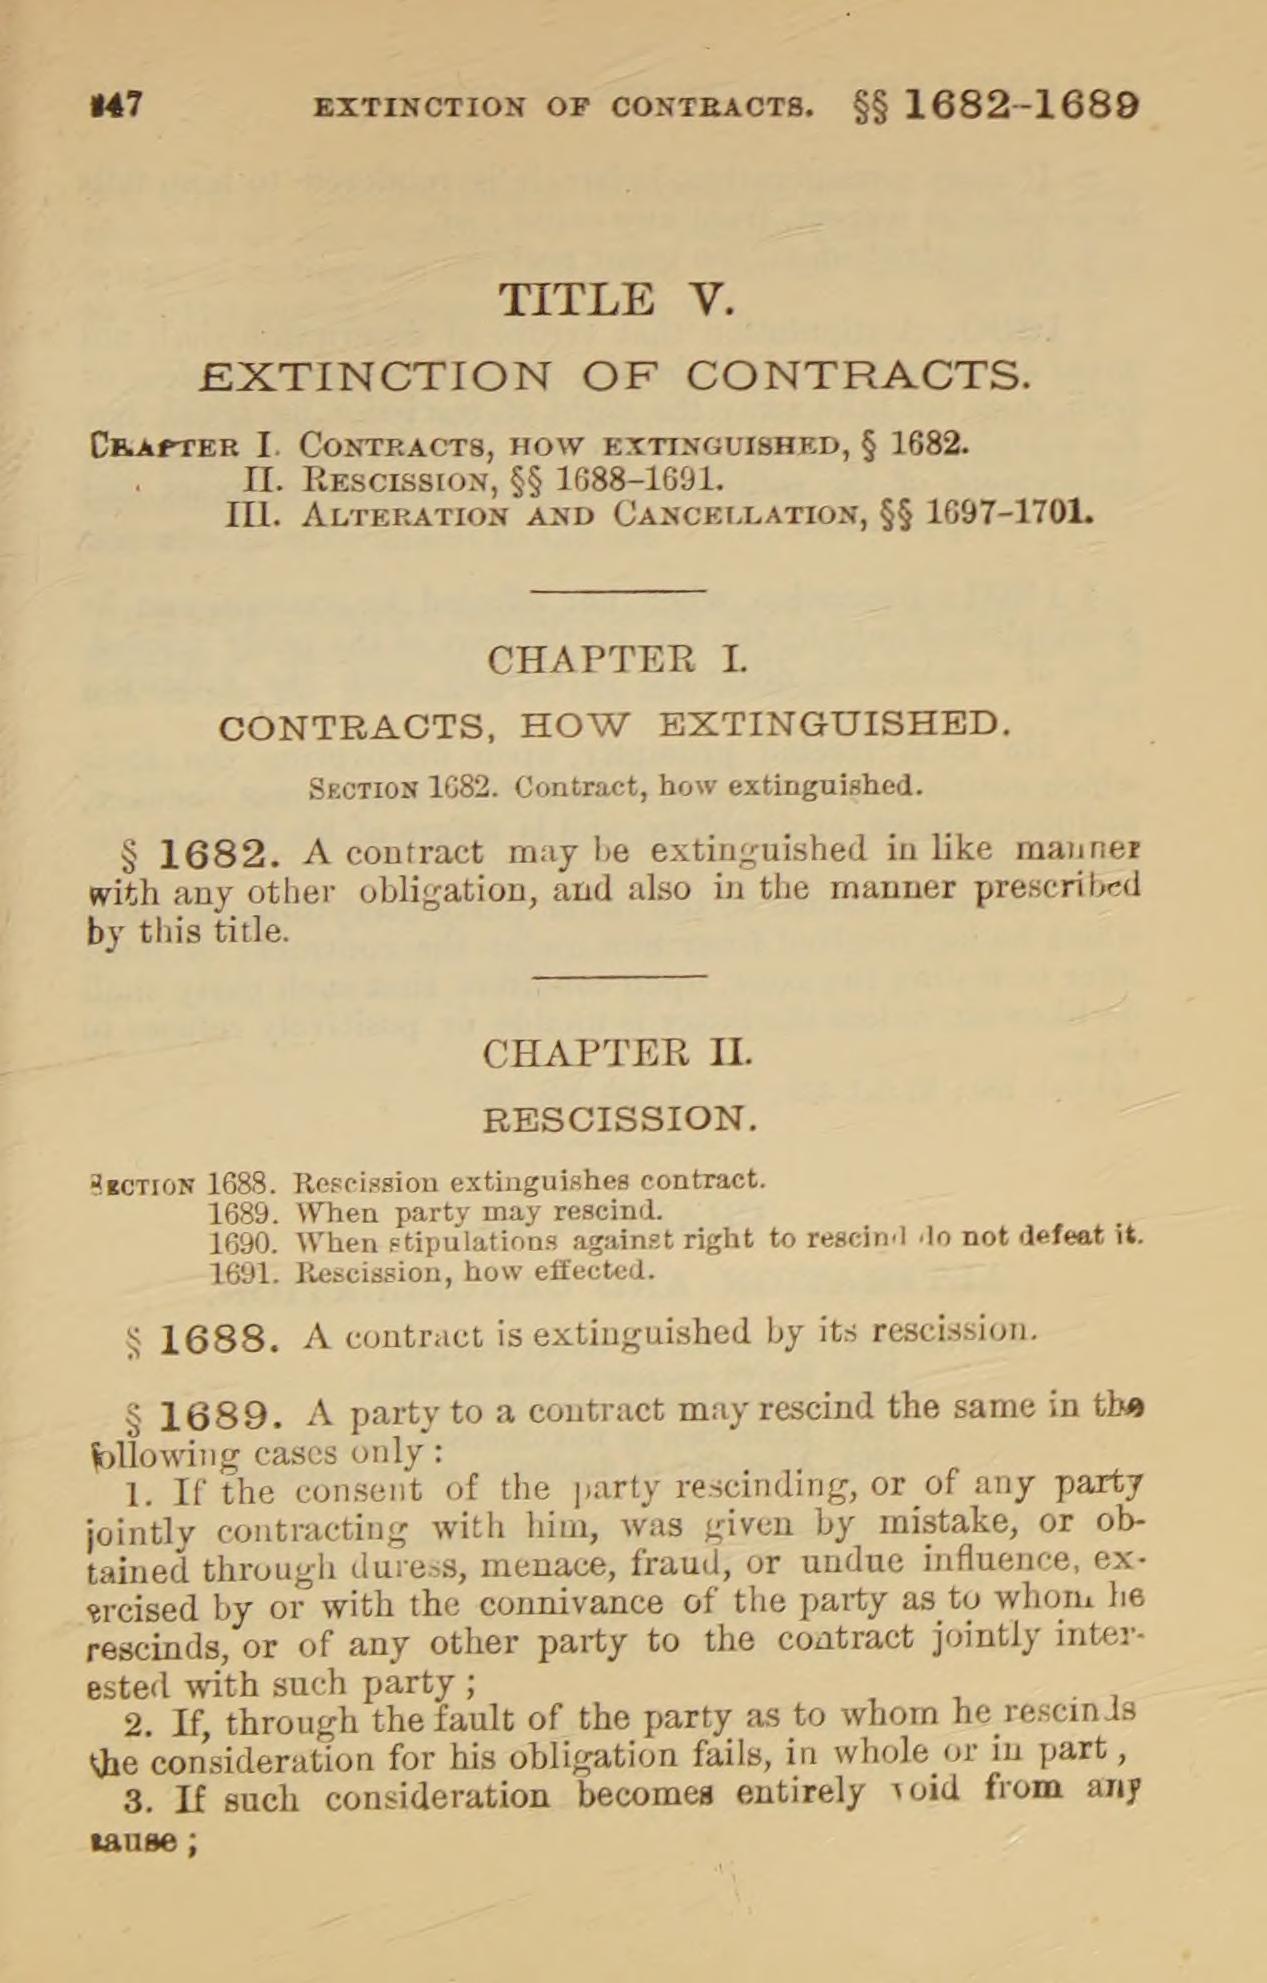 447 EXTINCTION OF CONTRACTS. §§ 1682-1689
TITLE V.
EXTINCTION OF CONTRACTS.
CHAPTER I. CONTRACTS, HOW EXTINGUISHED, § 1682.
II. RESCISSION, §§ 1688-1691.
III. ALTERATION AND CANCELLATION, §§ 1697-1701.
CHAPTER I.
CONTRACTS, HOW EXTINGUISHED.
SECTION 1682. Contract, how extinguished.
§ 1682. A contract may be extinguished in like manner
with any other obligation, and also in the manner prescribed
by this title.
CHAPTER II.
RESCISSION.
SECTION 1688. Rescission extinguishes contract.
1689. When party may rescind.
1690. When stipulations against right to rescind do not defeat it.
1691. Rescission, how effected.
§ 1688. A contract is extinguished by its rescission.
§ 1689. A party to a contract may rescind the same in the
following cases only :
1. If the consent of the party rescinding, or of any party
jointly contracting with him, was given by mistake, or ob-
tained through duress, menace, fraud, or undue influence, ex-
ercised by or with the connivance of the party as to whom he
rescinds, or of any other party to the contract jointly inter-
ested with such party ;
2. If, through the fault of the party as to whom he rescinds
the consideration for his obligation fails, in whole or in part ,
3. If such consideration becomes entirely void from any
cause ;